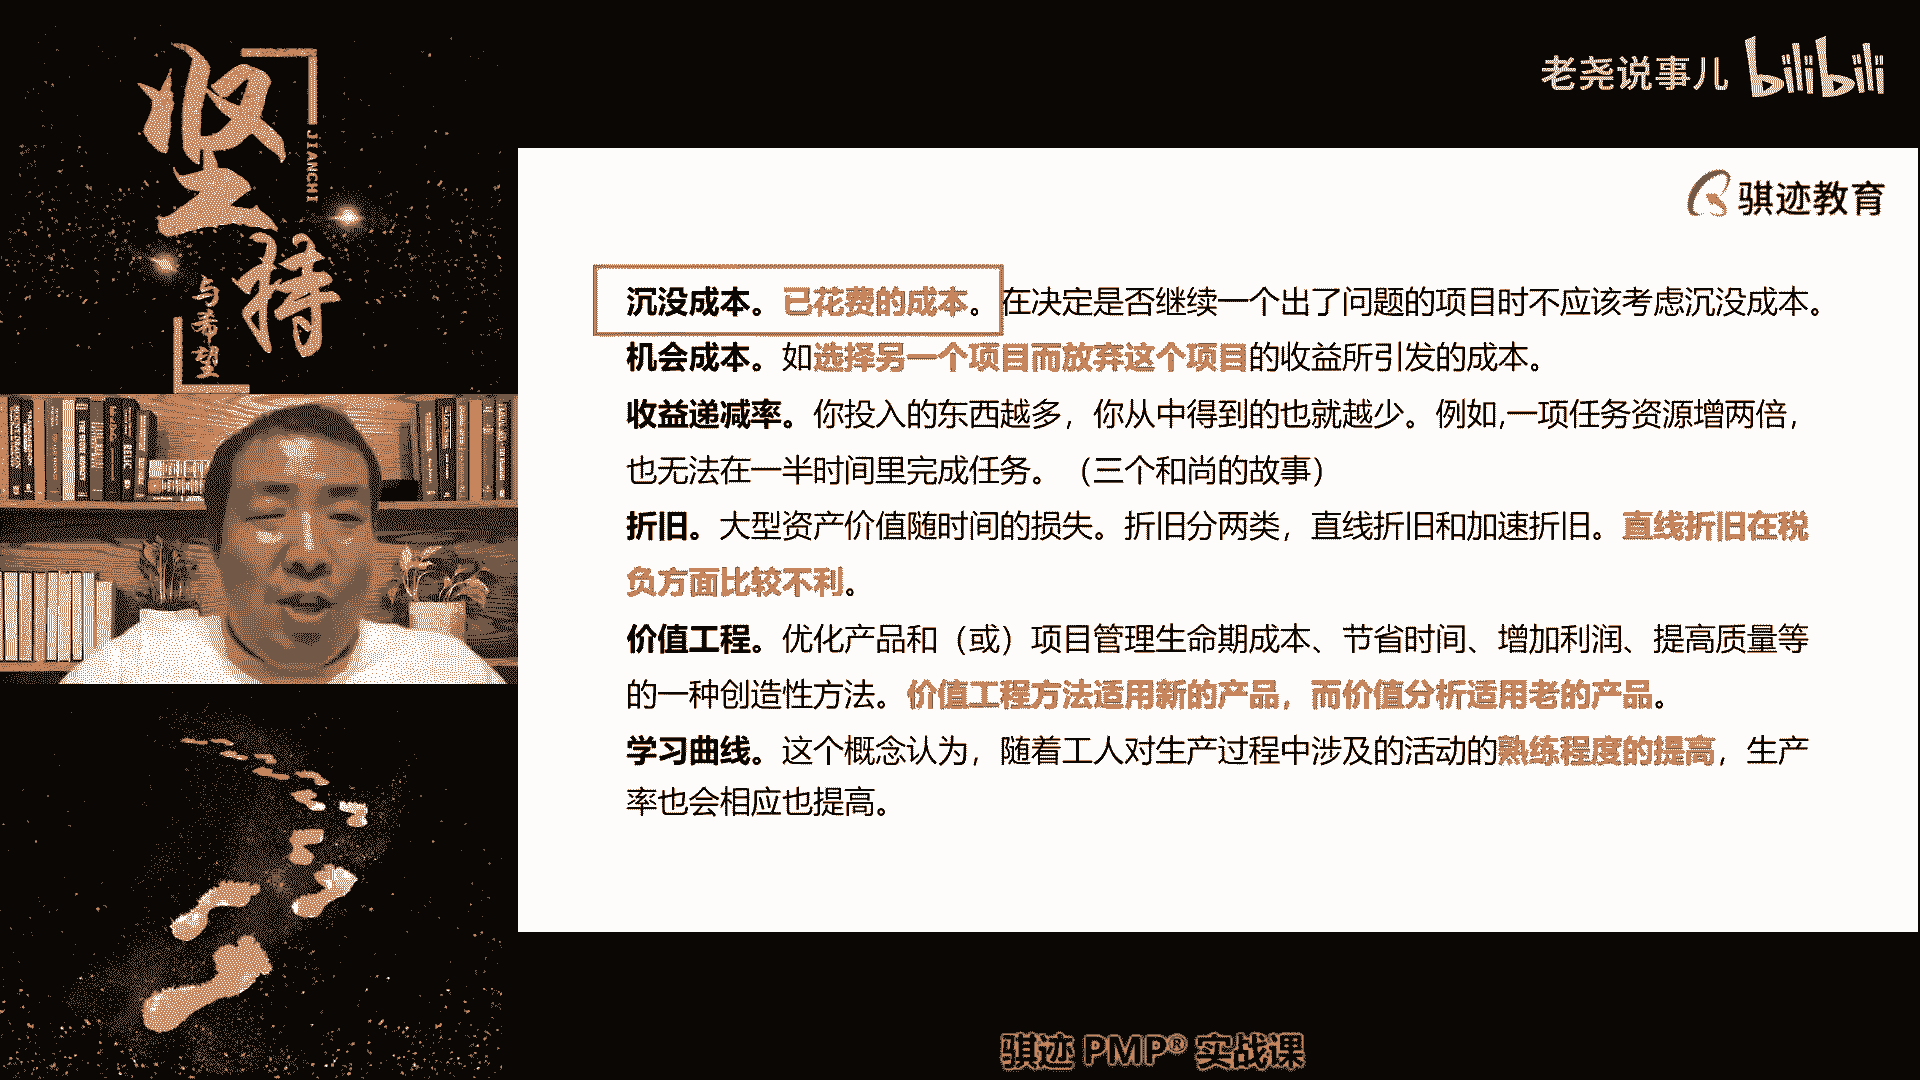 坚持
JIANCHI
与希望
老尧说事儿 bilibili
骐迹教育
沉没成本。已花费的成本。在决定是否继续一个出了问题的项目时不应该考虑沉没成本。
机会成本。如选择另一个项目而放弃这个项目的收益所引发的成本。
收益递减率。你投入的东西越多，你从中得到的也就越少。例如,一项任务资源增两倍，
也无法在一半时间里完成任务。（三个和尚的故事）
折旧。大型资产价值随时间的损失。折旧分两类，直线折旧和加速折旧。直线折旧在税
负方面比较不利。
价值工程。优化产品和（或）项目管理生命期成本、节省时间、增加利润、提高质量等
的一种创造性方法。价值工程方法适用新的产品，而价值分析适用老的产品。
学习曲线。这个概念认为，随着工人对生产过程中涉及的活动的熟练程度的提高，生产
率也会相应也提高。
骐迹 PMP® 实战课